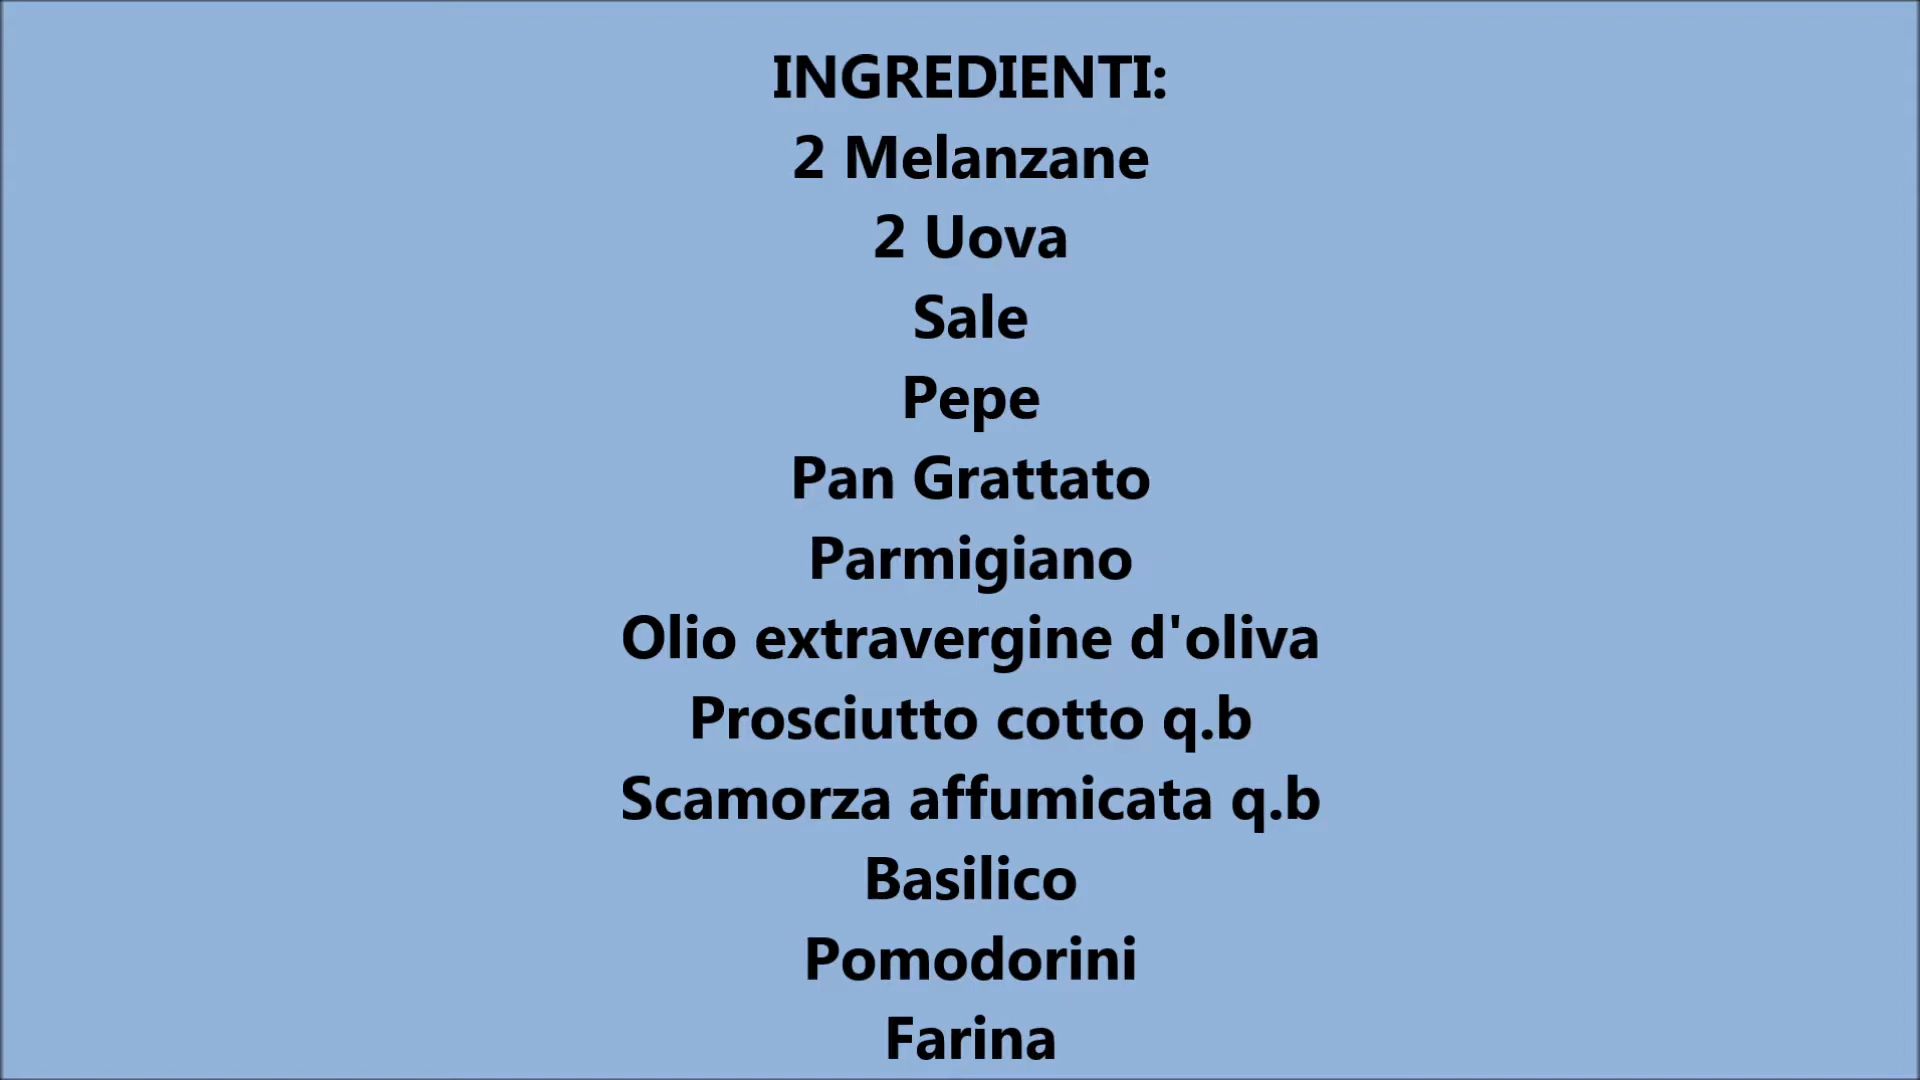 INGREDIENTI:
2 Melanzane
2 Uova
Sale
Pepe
Pan Grattato
Parmigiano
Olio extravergine d'oliva
Prosciutto cotto q.b
Scamorza affumicata q.b
Basilico
Pomodorini
Farina